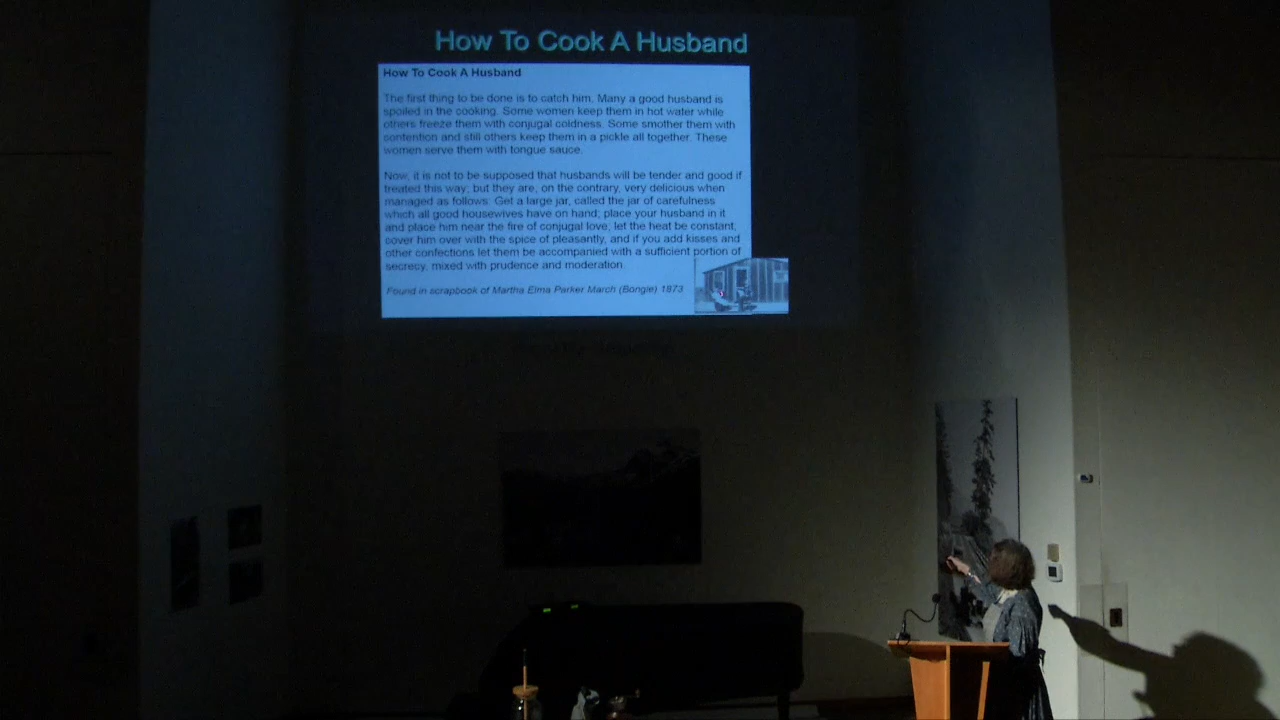 How To Cook A Husband
How To Cook A Husband
The first thing to be done is to catch him. Many a good husband is
spoiled in the cooking. Some women keep them in hot water while
others freeze them with conjugal coldness. Some smother them with
contention and still others keep them in a pickle all together. These
women serve them with tongue sauce.
Now, it is not to be supposed that husbands will be tender and good if
treated this way; but they are, on the contrary, very delicious when
managed as follows: Get a large jar, called the jar of carefulness
which all good housewives have on hand; place your husband in it
and place him near the fire of conjugal love; let the heat be constant;
cover him over with the spice of pleasantly, and if you add kisses and
other confections let them be accompanied with a sufficient portion of
secrecy, mixed with prudence and moderation.
Found in scrapbook of Martha Elma Parker March (Bongie) 1873